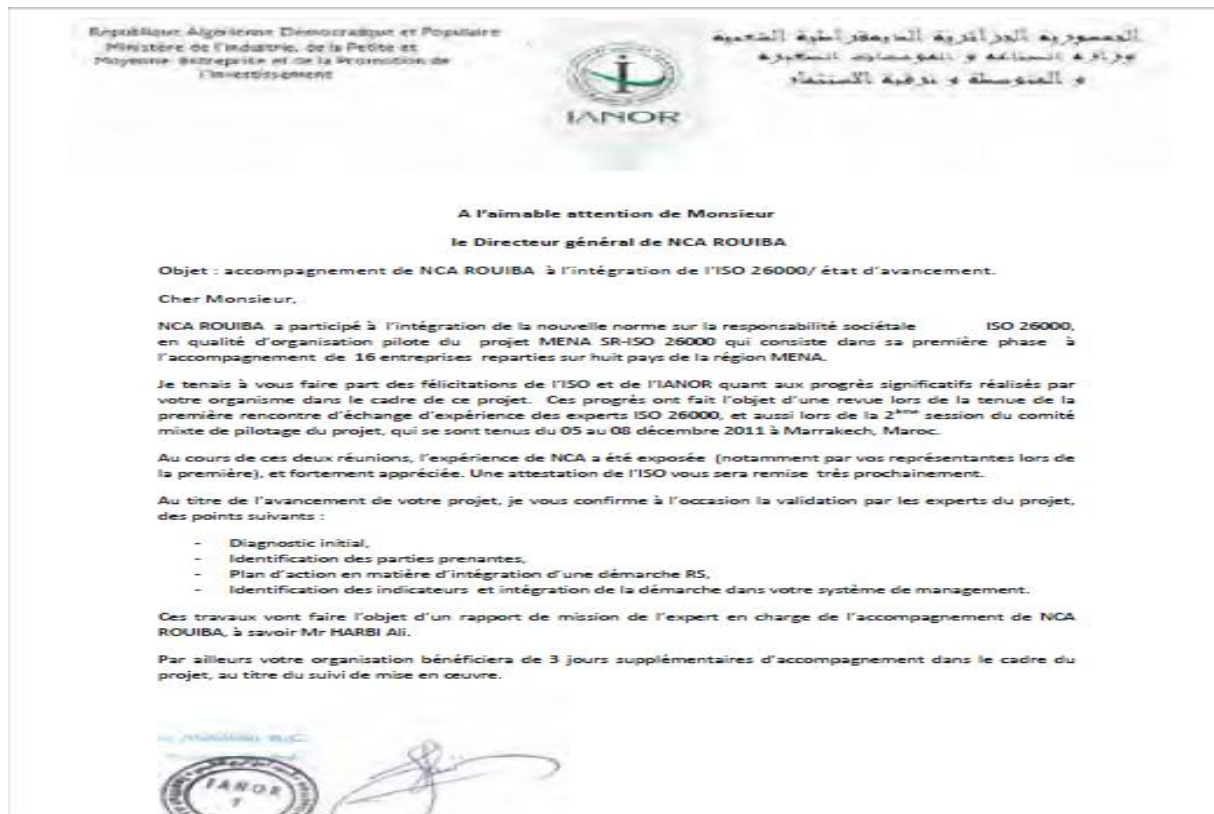 République Algérienne Démocratique et Populaire
Ministère de l'Industrie, de la Petite et
Moyenne Entreprise et de la Promotion de
l'Investissement
الجمهورية الجزائرية الديمقراطية الشعبية
وزارة الصناعة و المؤسسات الصغيرة
و المتوسطة و ترقية الاستثمار
IANOR
A l'aimable attention de Monsieur
le Directeur général de NCA ROUIBA
Objet : accompagnement de NCA ROUIBA à l'intégration de l'ISO 26000/ état d'avancement.
Cher Monsieur,
NCA ROUIBA a participé à l'intégration de la nouvelle norme sur la responsabilité sociétale ISO 26000,
en qualité d'organisation pilote du projet MENA SR-ISO 26000 qui consiste dans sa première phase à
l'accompagnement de 16 entreprises reparties sur huit pays de la région MENA.
Je tenais à vous faire part des félicitations de l'ISO et de l'IANOR quant aux progrès significatifs réalisés par
votre organisme dans le cadre de ce projet. Ces progrès ont fait l'objet d'une revue lors de la tenue de la
première rencontre d'échange d'expérience des experts ISO 26000, et aussi lors de la 2ème session du comité
mixte de pilotage du projet, qui se sont tenus du 05 au 08 décembre 2011 à Marrakech, Maroc.
Au cours de ces deux réunions, l'expérience de NCA a été exposée (notamment par vos représentantes lors de
la première), et fortement appréciée. Une attestation de l'ISO vous sera remise très prochainement.
Au titre de l'avancement de votre projet, je vous confirme à l'occasion la validation par les experts du projet,
des points suivants :
- Diagnostic initial,
- Identification des parties prenantes,
- Plan d'action en matière d'intégration d'une démarche RS,
- Identification des indicateurs et intégration de la démarche dans votre système de management.
Ces travaux vont faire l'objet d'un rapport de mission de l'expert en charge de l'accompagnement de NCA
ROUIBA, à savoir Mr HARBI Ali.
Par ailleurs votre organisation bénéficiera de 3 jours supplémentaires d'accompagnement dans le cadre du
projet, au titre du suivi de mise en œuvre.
IANOR